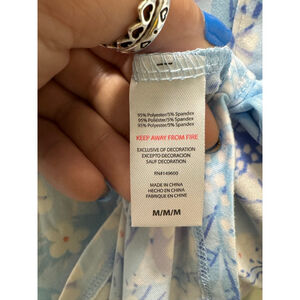 95% Polyester/5% Spandex
95% Poliéster/5% Spandex
95% Polyester/5% Spandex
KEEP AWAY FROM FIRE
EXCLUSIVE OF DECORATION
EXCEPTO DECORACION
SAUF DECORATION
RN#149600
MADE IN CHINA
HECHO EN CHINA
FABRIQUE EN CHINE
M/M/M